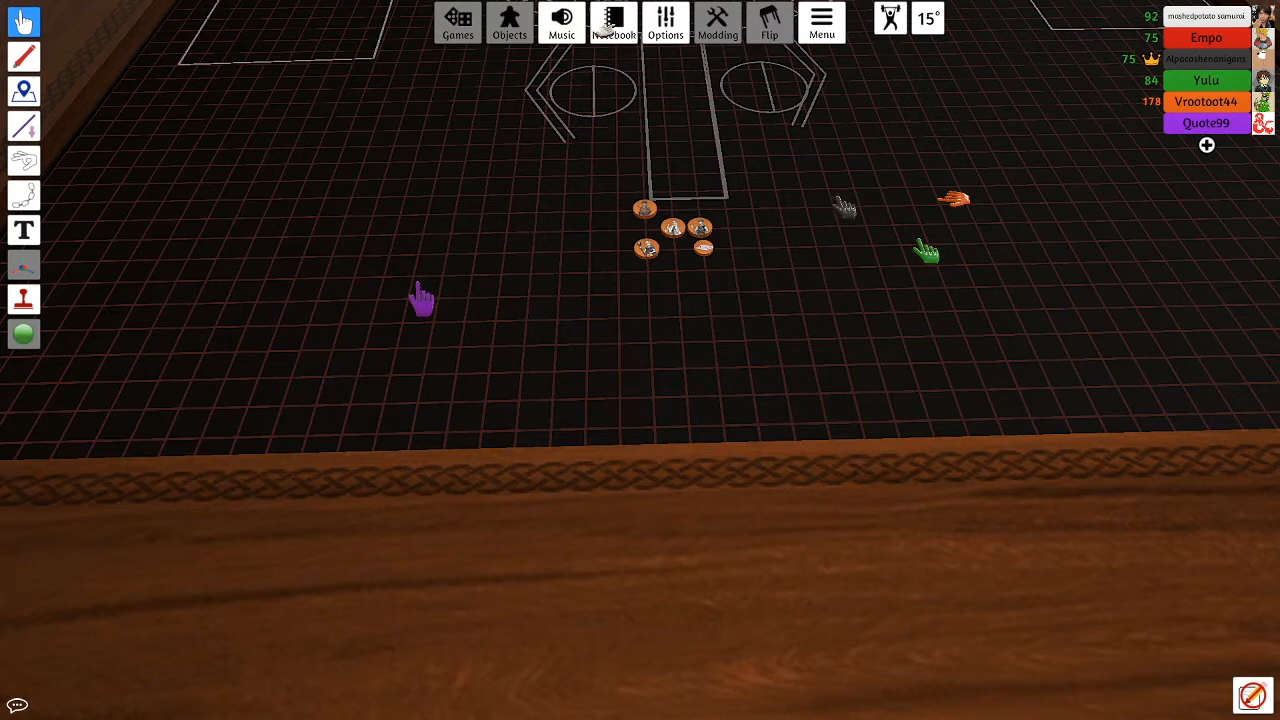 Games Objects Music Notebook Options Modding Flip Menu 15°
92 mashedpotato samurai
75 Empo
75 Alpacashenanigans
84 Yulu
178 Vrootoot44
Quote99
T